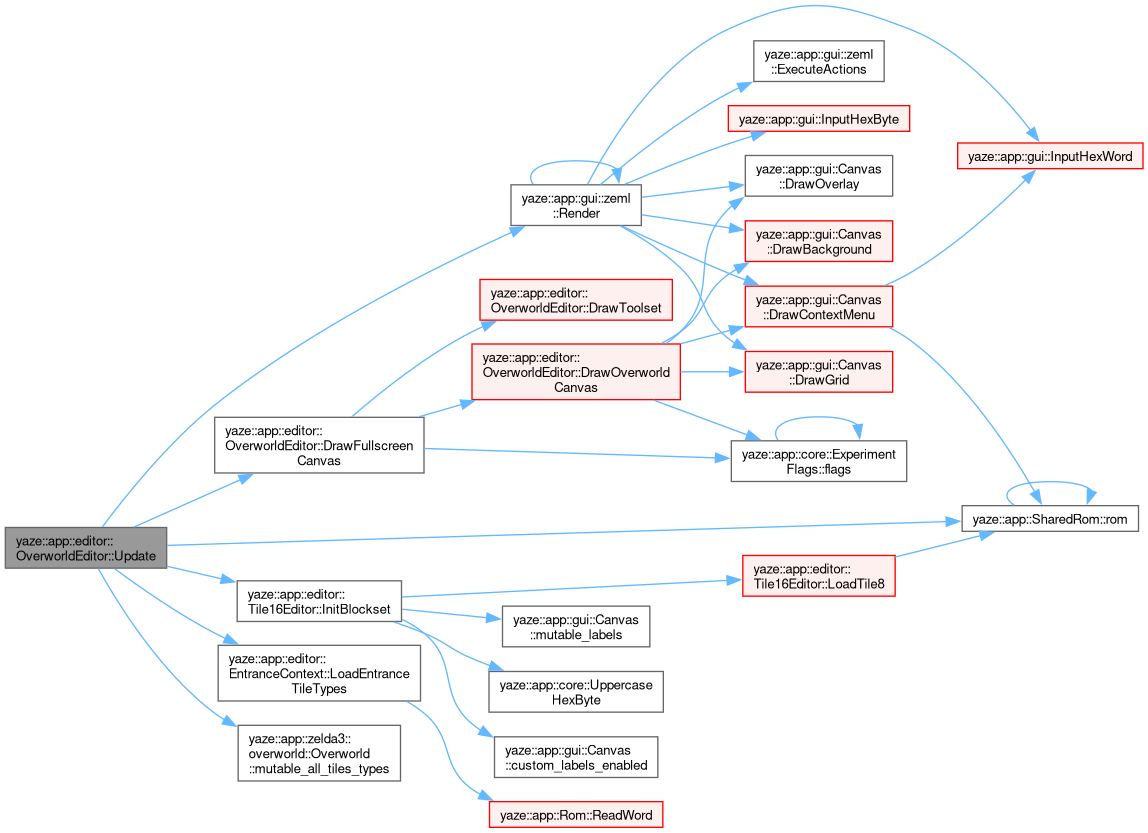 yaze::app::gui::zeml
::ExecuteActions
yaze::app::gui::InputHexByte
yaze::app::gui::InputHexWord
yaze::app::gui::Canvas
::DrawOverlay
yaze::app::gui::zeml
::Render
yaze::app::gui::Canvas
::DrawBackground
yaze::app::editor::
OverworldEditor::DrawToolset
yaze::app::gui::Canvas
::DrawContextMenu
yaze::app::editor::
OverworldEditor::DrawOverworld
Canvas
yaze::app::gui::Canvas
::DrawGrid
yaze::app::editor::
OverworldEditor::DrawFullscreen
Canvas
yaze::app::core::Experiment
Flags::flags
yaze::app::SharedRom::rom
yaze::app::editor::
OverworldEditor::Update
yaze::app::editor::
Tile16Editor::LoadTile8
yaze::app::editor::
Tile16Editor::InitBlockset
yaze::app::gui::Canvas
::mutable_labels
yaze::app::editor::
EntranceContext::LoadEntrance
TileTypes
yaze::app::core::Uppercase
HexByte
yaze::app::zelda3::
overworld::Overworld
::mutable_all_tiles_types
yaze::app::gui::Canvas
::custom_labels_enabled
yaze::app::Rom::ReadWord